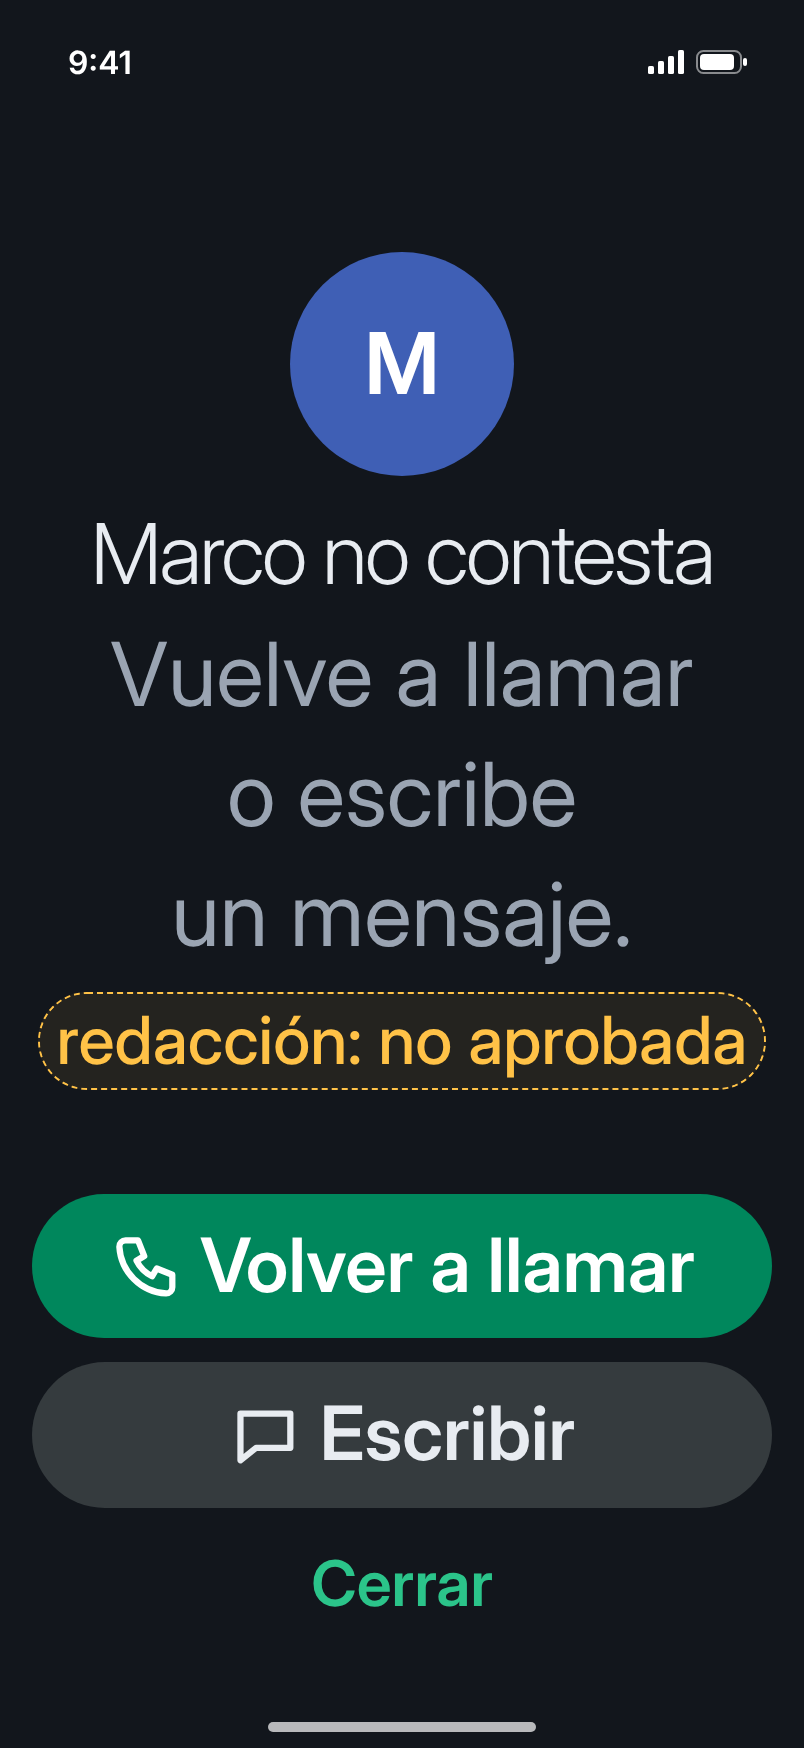 9:41
M
Marco no contesta
Vuelve a llamar
o escribe
un mensaje.
redacción: no aprobada
Volver a llamar
Escribir
Cerrar